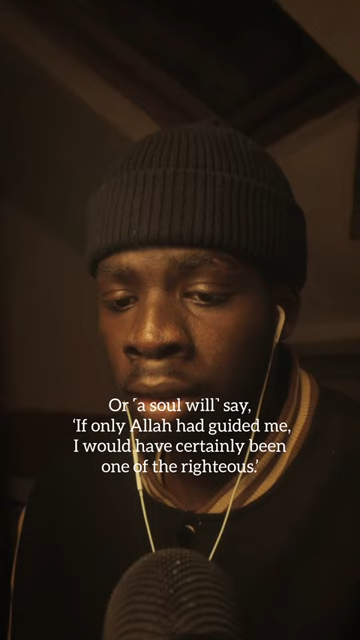 Or ˹a soul will˺ say,
‘If only Allah had guided me,
I would have certainly been
one of the righteous.’